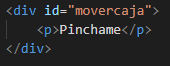 <div id="movercaja">
<p>Pinchame</p>
</div>